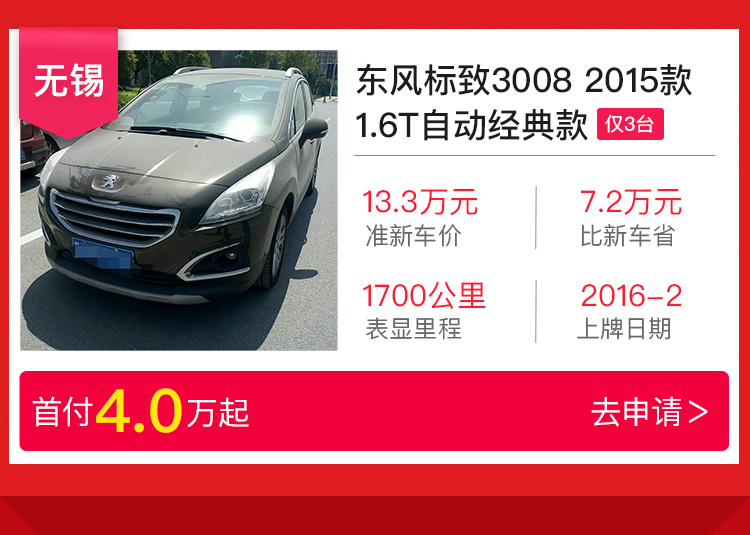 无锡
东风标致3008 2015款
1.6T自动经典款 仅3台
13.3万元 7.2万元
准新车价 比新车省
1700公里 2016-2
表显里程 上牌日期
首付4.0万起 去申请>